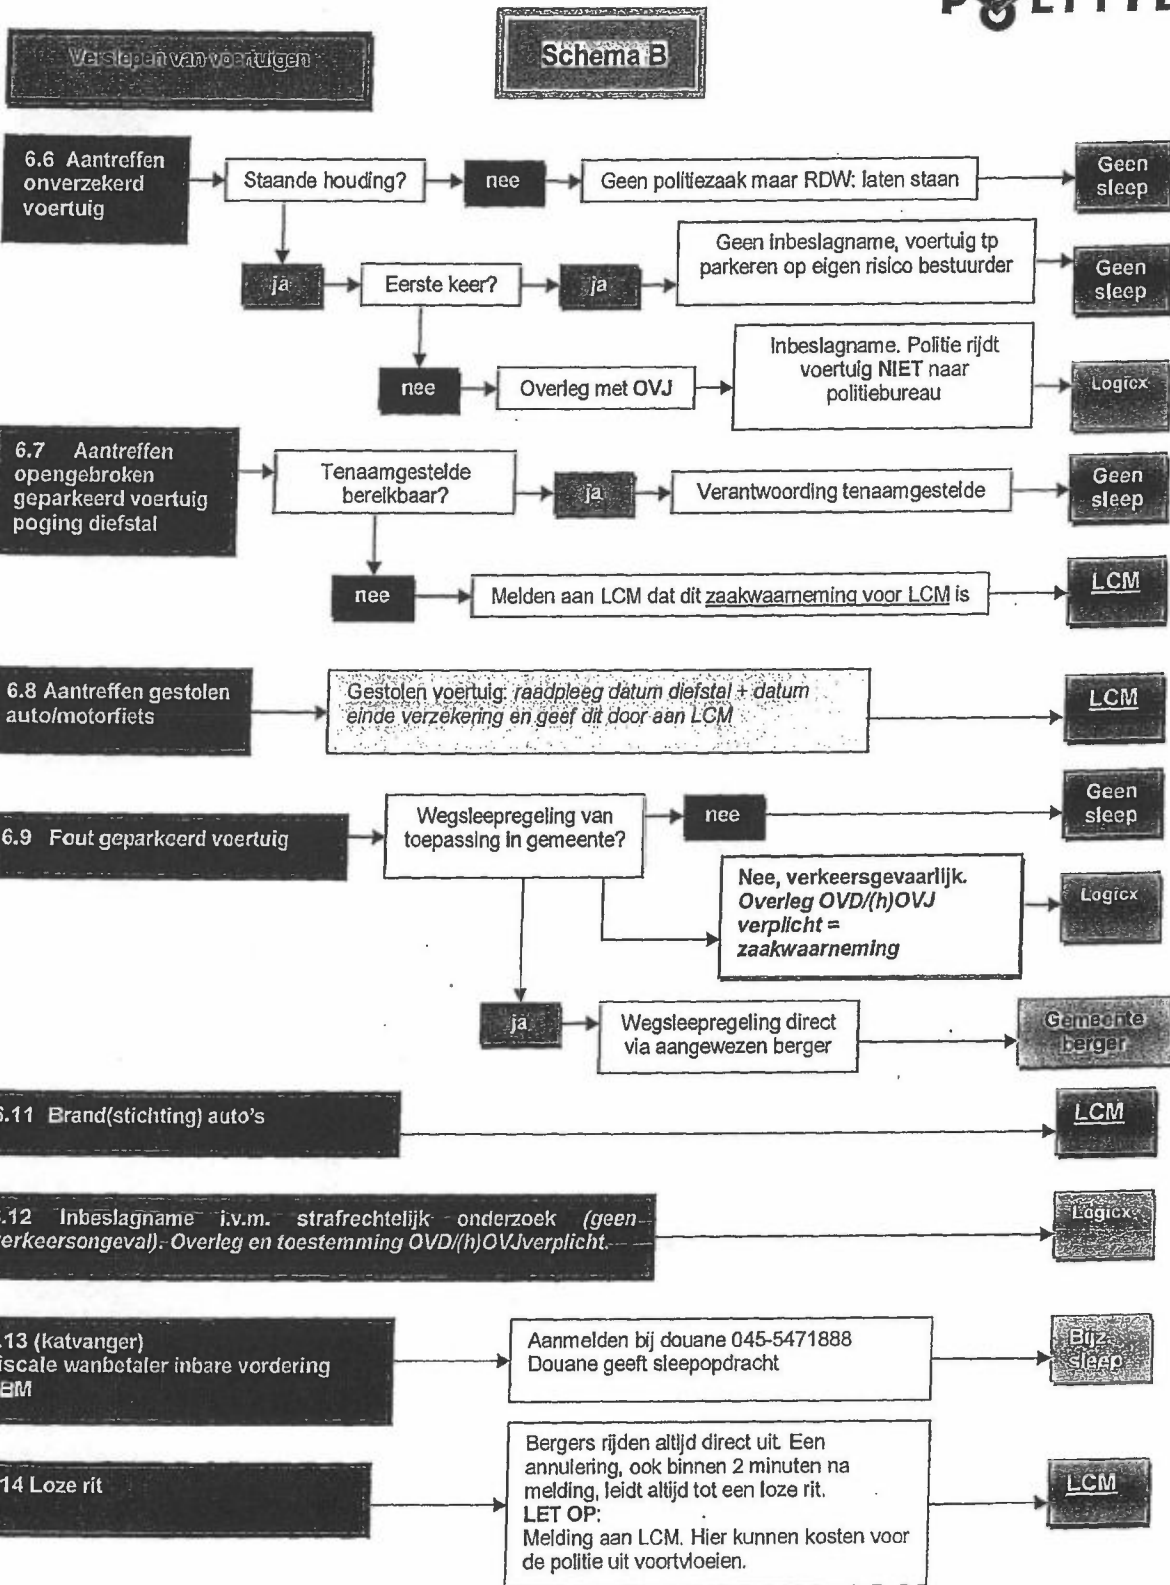 Verslepen van voertuigen
Schema B
6.6 Aantreffen
onverzekerd
voertuig
Staande houding?
nee
Geen politiezaak maar RDW: laten staan
Geen
sleep
ja
Eerste keer?
ja
Geen inbeslagname, voertuig tp
parkeren op eigen risico bestuurder
Geen
sleep
nee
Overleg met OVJ
Inbeslagname. Politie rijdt
voertuig NIET naar
politiebureau
Logicx
6.7 Aantreffen
opengebroken
geparkeerd voertuig
poging diefstal
Tenaamgestelde
bereikbaar?
ja
Verantwoording tenaamgestelde
Geen
sleep
nee
Melden aan LCM dat dit zaakwaarneming voor LCM is
LCM
6.8 Aantreffen gestolen
auto/motorfiets
Gestolen voertuig: raadpleeg datum diefstal + datum
einde verzekering en geef dit door aan LCM
LCM
6.9 Fout geparkeerd voertuig
Wegsleepregeling van
toepassing in gemeente?
nee
Geen
sleep
Nee, verkeersgevaarlijk.
Overleg OVD/(h)OVJ
verplicht =
zaakwaarneming
Logicx
ja
Wegsleepregeling direct
via aangewezen berger
Gemeente
berger
6.11 Brand(stichting) auto's
LCM
.12 Inbeslagname i.v.m. strafrechtelijk onderzoek (geen
verkeersongeval). Overleg en toestemming OVD/(h)OVJverplicht.
Logicx
.13 (katvanger)
iscale wanbetaler inbare vordering
BM
Aanmelden bij douane 045-5471888
Douane geeft sleepopdracht
Bijz.
sleep
14 Loze rit
Bergers rijden altijd direct uit. Een
annulering, ook binnen 2 minuten na
melding, leidt altijd tot een loze rit.
LET OP:
Melding aan LCM. Hier kunnen kosten voor
de politie uit voortvloeien.
LCM